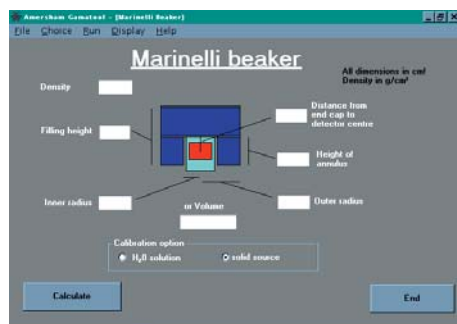 Amersham Gamatool - [Marinelli Beaker]
File Choice Run Display Help
Marinelli beaker
All dimensions in cm!
Density in g/cm³
Density
Distance from
end cap to
detector centre
Filling height
Height of
annulus
Inner radius
or Volume
Outer radius
Calibration option
H₂O solution
solid source
Calculate
End